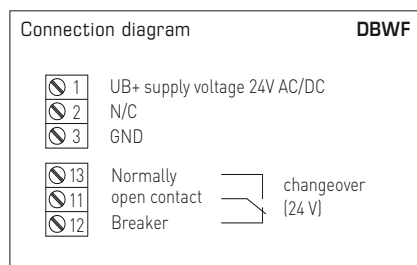 Connection diagram DBWF
1 UB+ supply voltage 24V AC/DC
2 N/C
3 GND
13 Normally
11 open contact
12 Breaker
changeover
(24 V)